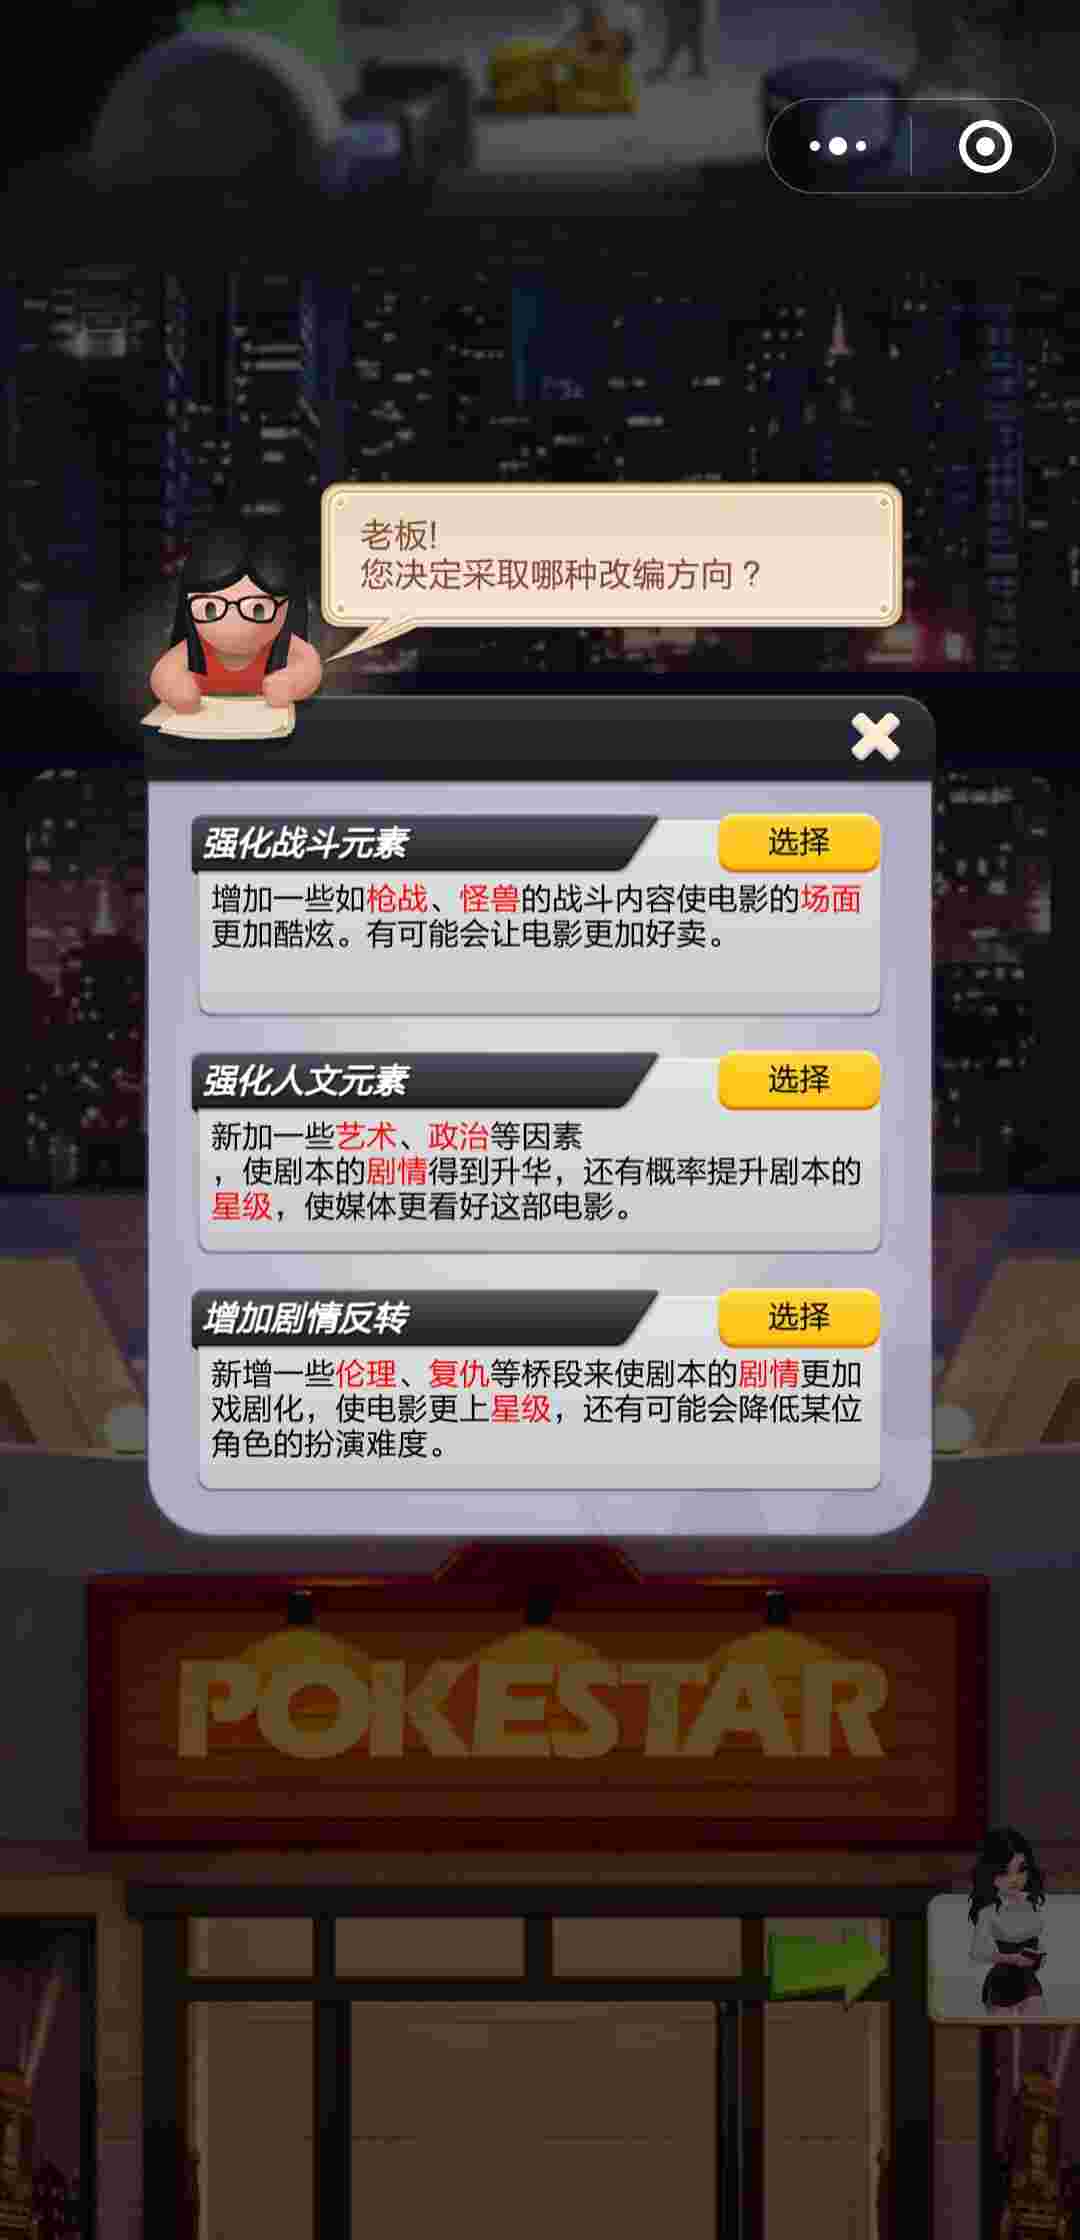 老板!
您决定采取哪种改编方向？
强化战斗元素
选择
增加一些如枪战、怪兽的战斗内容使电影的场面
更加酷炫。有可能会让电影更加好卖。
强化人文元素
选择
新加一些艺术、政治等因素
，使剧本的剧情得到升华，还有概率提升剧本的
星级，使媒体更看好这部电影。
增加剧情反转
选择
新增一些伦理、复仇等桥段来使剧本的剧情更加
戏剧化，使电影更上星级，还有可能会降低某位
角色的扮演难度。
POKESTAR